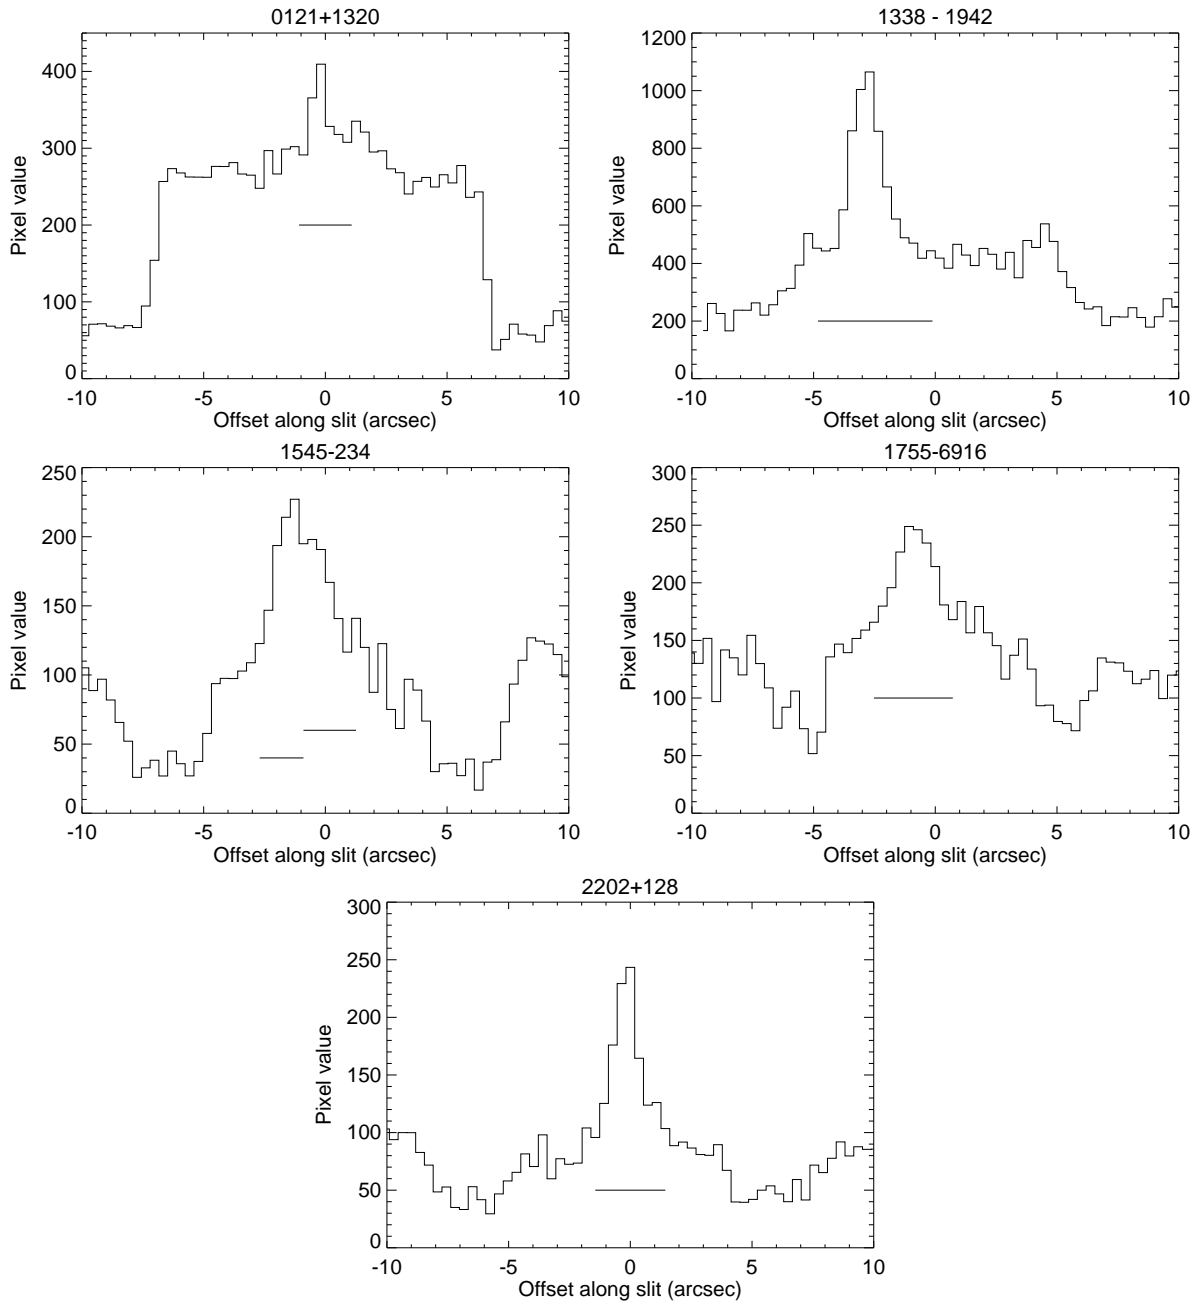 0121+1320
Pixel value
400
300
200
100
0
-10 -5 0 5 10
Offset along slit (arcsec)
1338 - 1942
Pixel value
1200
1000
800
600
400
200
0
-10 -5 0 5 10
Offset along slit (arcsec)
1545-234
Pixel value
250
200
150
100
50
0
-10 -5 0 5 10
Offset along slit (arcsec)
1755-6916
Pixel value
300
250
200
150
100
50
0
-10 -5 0 5 10
Offset along slit (arcsec)
2202+128
Pixel value
300
250
200
150
100
50
0
-10 -5 0 5 10
Offset along slit (arcsec)